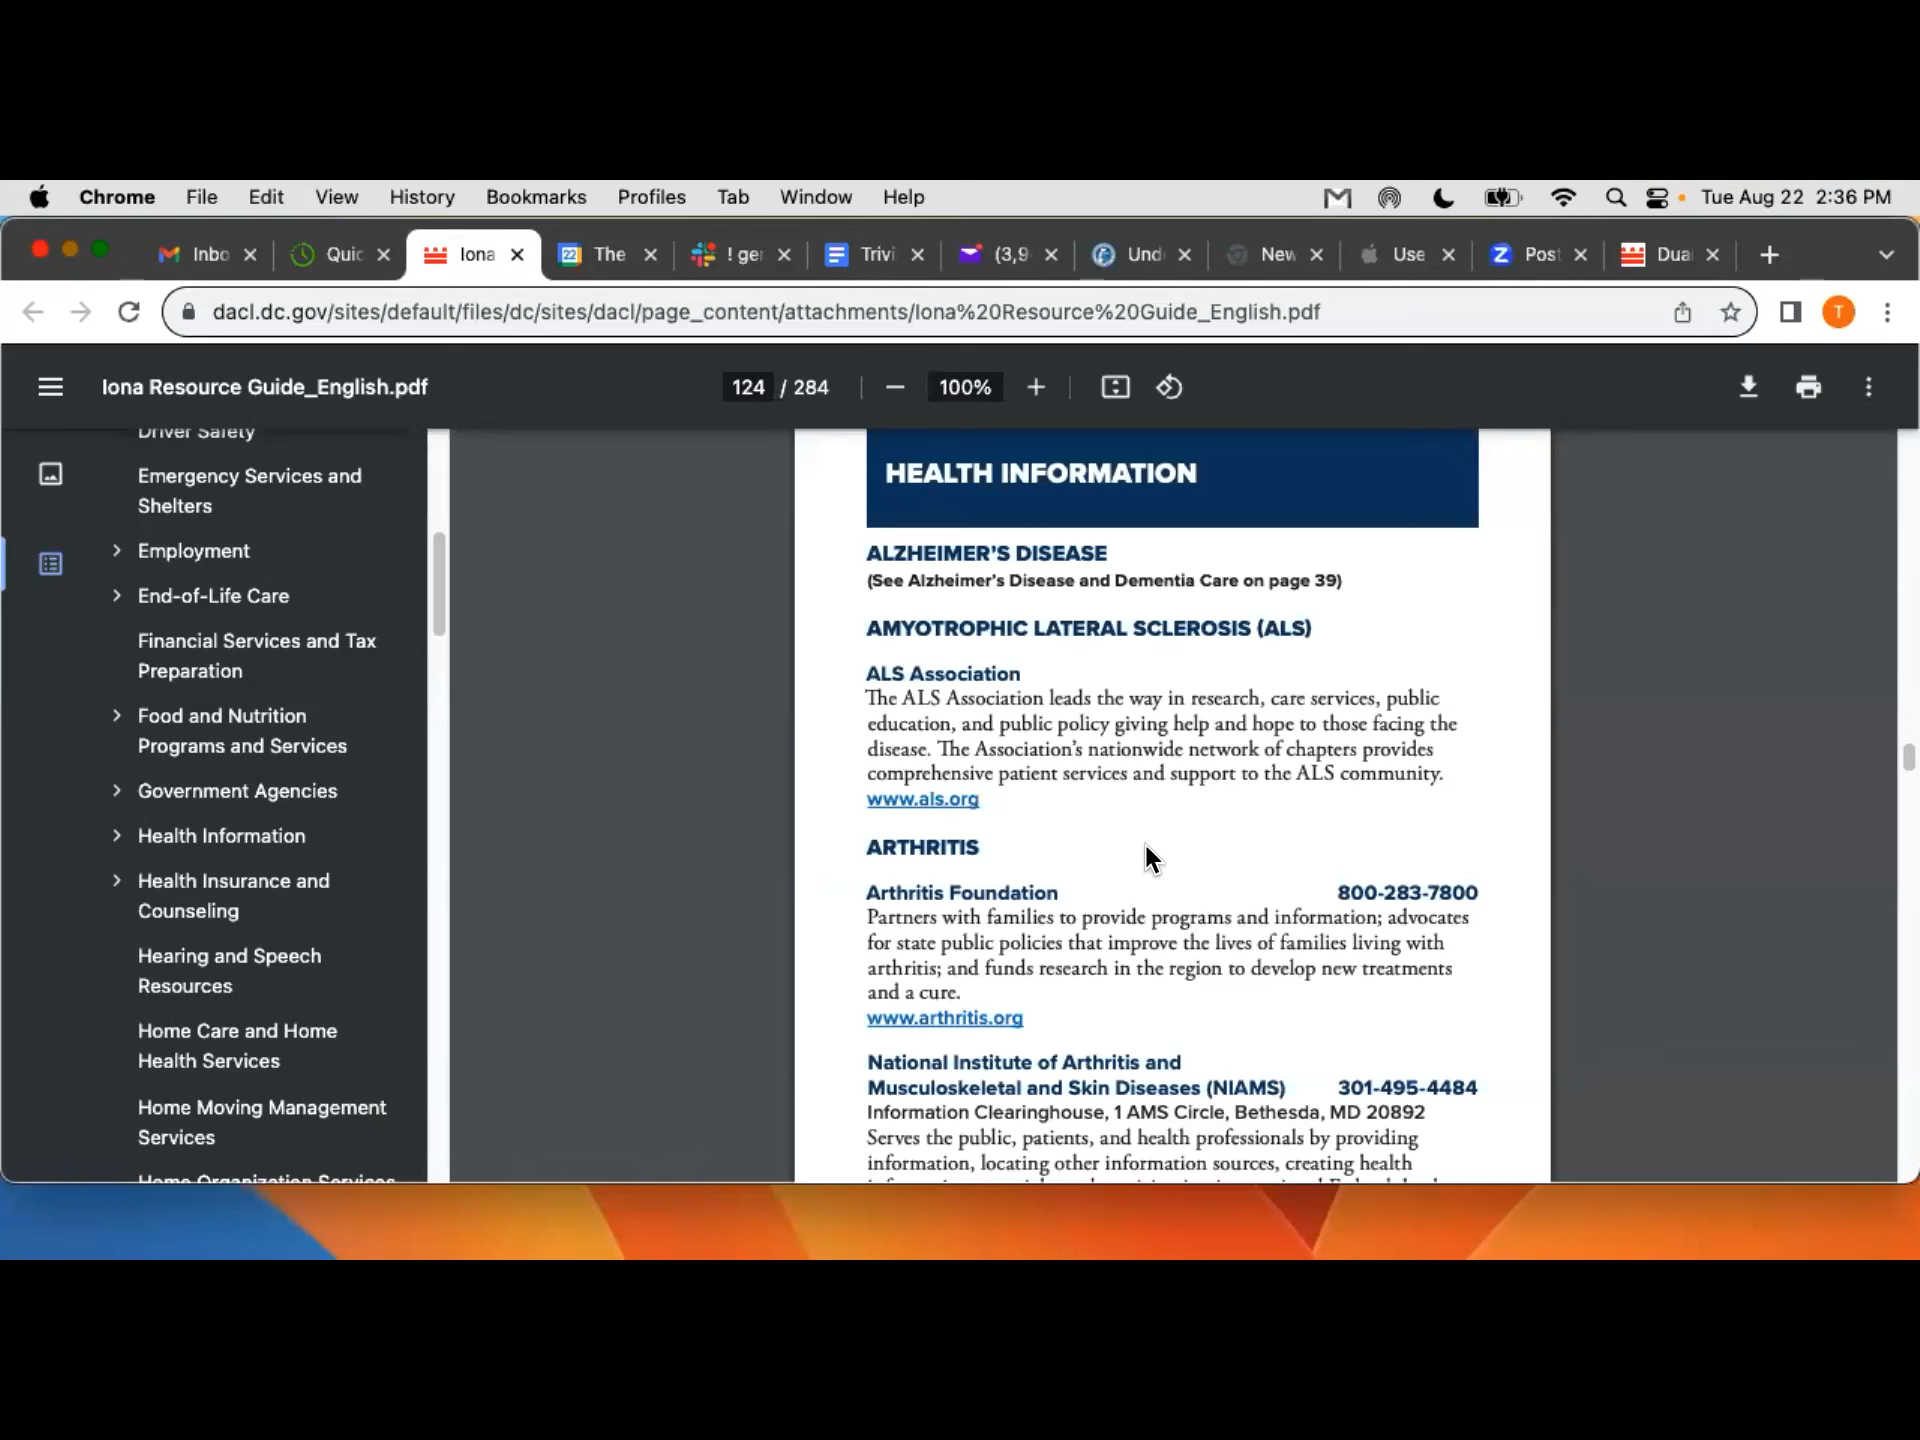 Chrome File Edit View History Bookmarks Profiles Tab Window Help Tue Aug 22 2:36 PM
Inbo Quic Iona 22 The ! ger Trivi (3,9 Und New Use Z Post Dua
dacl.dc.gov/sites/default/files/dc/sites/dacl/page_content/attachments/Iona%20Resource%20Guide_English.pdf T
Iona Resource Guide_English.pdf 124 / 284 100%
Driver Safety
Emergency Services and
Shelters
Employment
End-of-Life Care
Financial Services and Tax
Preparation
Food and Nutrition
Programs and Services
Government Agencies
Health Information
Health Insurance and
Counseling
Hearing and Speech
Resources
Home Care and Home
Health Services
Home Moving Management
Services
Home Organization Services
HEALTH INFORMATION
ALZHEIMER'S DISEASE
(See Alzheimer's Disease and Dementia Care on page 39)
AMYOTROPHIC LATERAL SCLEROSIS (ALS)
ALS Association
The ALS Association leads the way in research, care services, public
education, and public policy giving help and hope to those facing the
disease. The Association's nationwide network of chapters provides
comprehensive patient services and support to the ALS community.
www.als.org
ARTHRITIS
Arthritis Foundation 800-283-7800
Partners with families to provide programs and information; advocates
for state public policies that improve the lives of families living with
arthritis; and funds research in the region to develop new treatments
and a cure.
www.arthritis.org
National Institute of Arthritis and
Musculoskeletal and Skin Diseases (NIAMS) 301-495-4484
Information Clearinghouse, 1 AMS Circle, Bethesda, MD 20892
Serves the public, patients, and health professionals by providing
information, locating other information sources, creating health